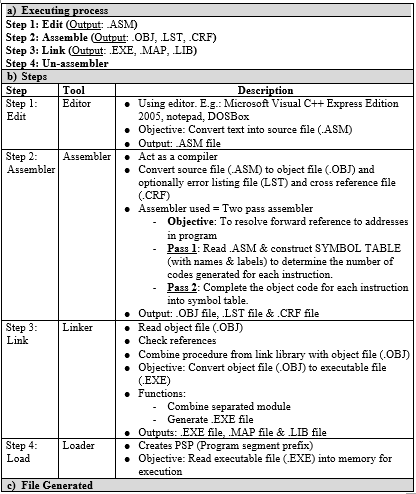 a) Executing process
Step 1: Edit (Output: .ASM)
Step 2: Assemble (Output: .OBJ, .LST, .CRF)
Step 3: Link (Output: .EXE, .MAP, .LIB)
Step 4: Un-assembler
b) Steps
Step Tool Description
Step 1: Edit
Editor
● Using editor. E.g.: Microsoft Visual C++ Express Edition
2005, notepad, DOSBox
● Objective: Convert text into source file (.ASM)
● Output: .ASM file
Step 2: Assembler
Assembler
● Act as a compiler
● Convert source file (.ASM) to object file (.OBJ) and
optionally error listing file (LST) and cross reference file
(.CRF)
● Assembler used = Two pass assembler
- Objective: To resolve forward reference to addresses
in program
- Pass 1: Read .ASM & construct SYMBOL TABLE
(with names & labels) to determine the number of
codes generated for each instruction.
- Pass 2: Complete the object code for each instruction
into symbol table.
● Output: .OBJ file, .LST file & .CRF file
Step 3: Link
Linker
● Read object file (.OBJ)
● Check references
● Combine procedure from link library with object file (.OBJ)
● Objective: Convert object file (.OBJ) to executable file
(.EXE)
● Functions:
- Combine separated module
- Generate .EXE file
● Outputs: .EXE file, .MAP file & .LIB file
Step 4: Load
Loader
● Creates PSP (Program segment prefix)
● Objective: Read executable file (.EXE) into memory for
execution
c) File Generated